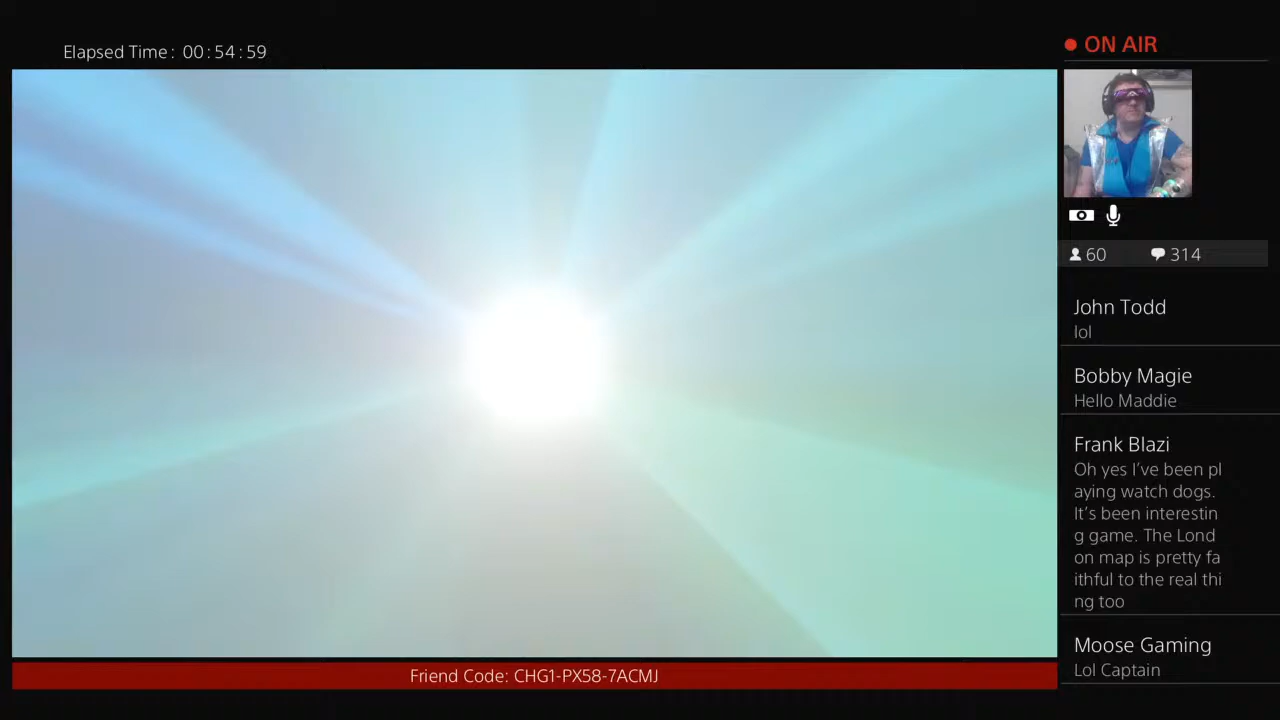 Elapsed Time: 00:54:59
ON AIR
60 314
John Todd
lol
Bobby Magie
Hello Maddie
Frank Blazi
Oh yes I've been pl
aying watch dogs.
It's been interestin
g game. The Lond
on map is pretty fa
ithful to the real thi
ng too
Moose Gaming
Lol Captain
Friend Code: CHG1-PX58-7ACMJ